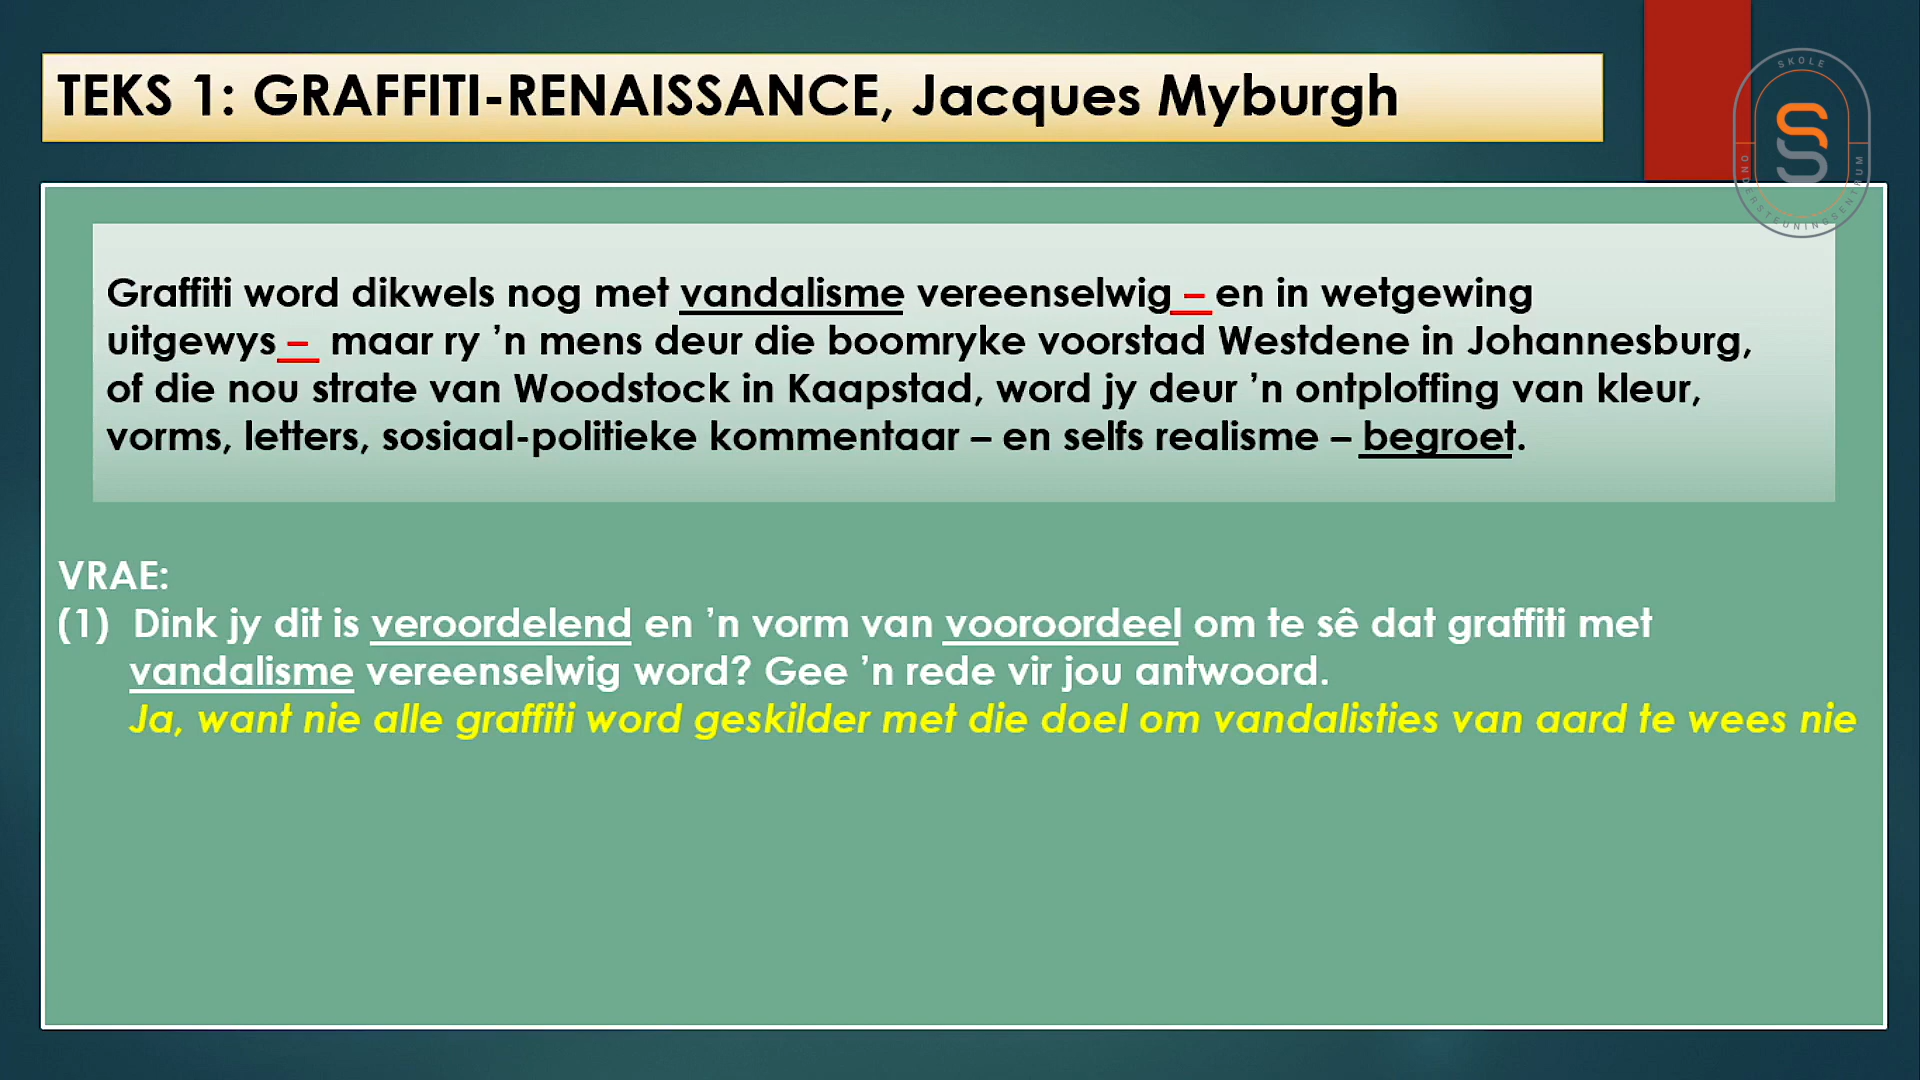 TEKS 1: GRAFFITI-RENAISSANCE, Jacques Myburgh
SKOLE
ONDERSTEUNINGSENTRUM
Graffiti word dikwels nog met vandalisme vereenselwig – en in wetgewing
uitgewys – maar ry ’n mens deur die boomryke voorstad Westdene in Johannesburg,
of die nou strate van Woodstock in Kaapstad, word jy deur ’n ontploffing van kleur,
vorms, letters, sosiaal-politieke kommentaar – en selfs realisme – begroet.
VRAE:
(1) Dink jy dit is veroordelend en ’n vorm van vooroordeel om te sê dat graffiti met
vandalisme vereenselwig word? Gee ’n rede vir jou antwoord.
Ja, want nie alle graffiti word geskilder met die doel om vandalisties van aard te wees nie